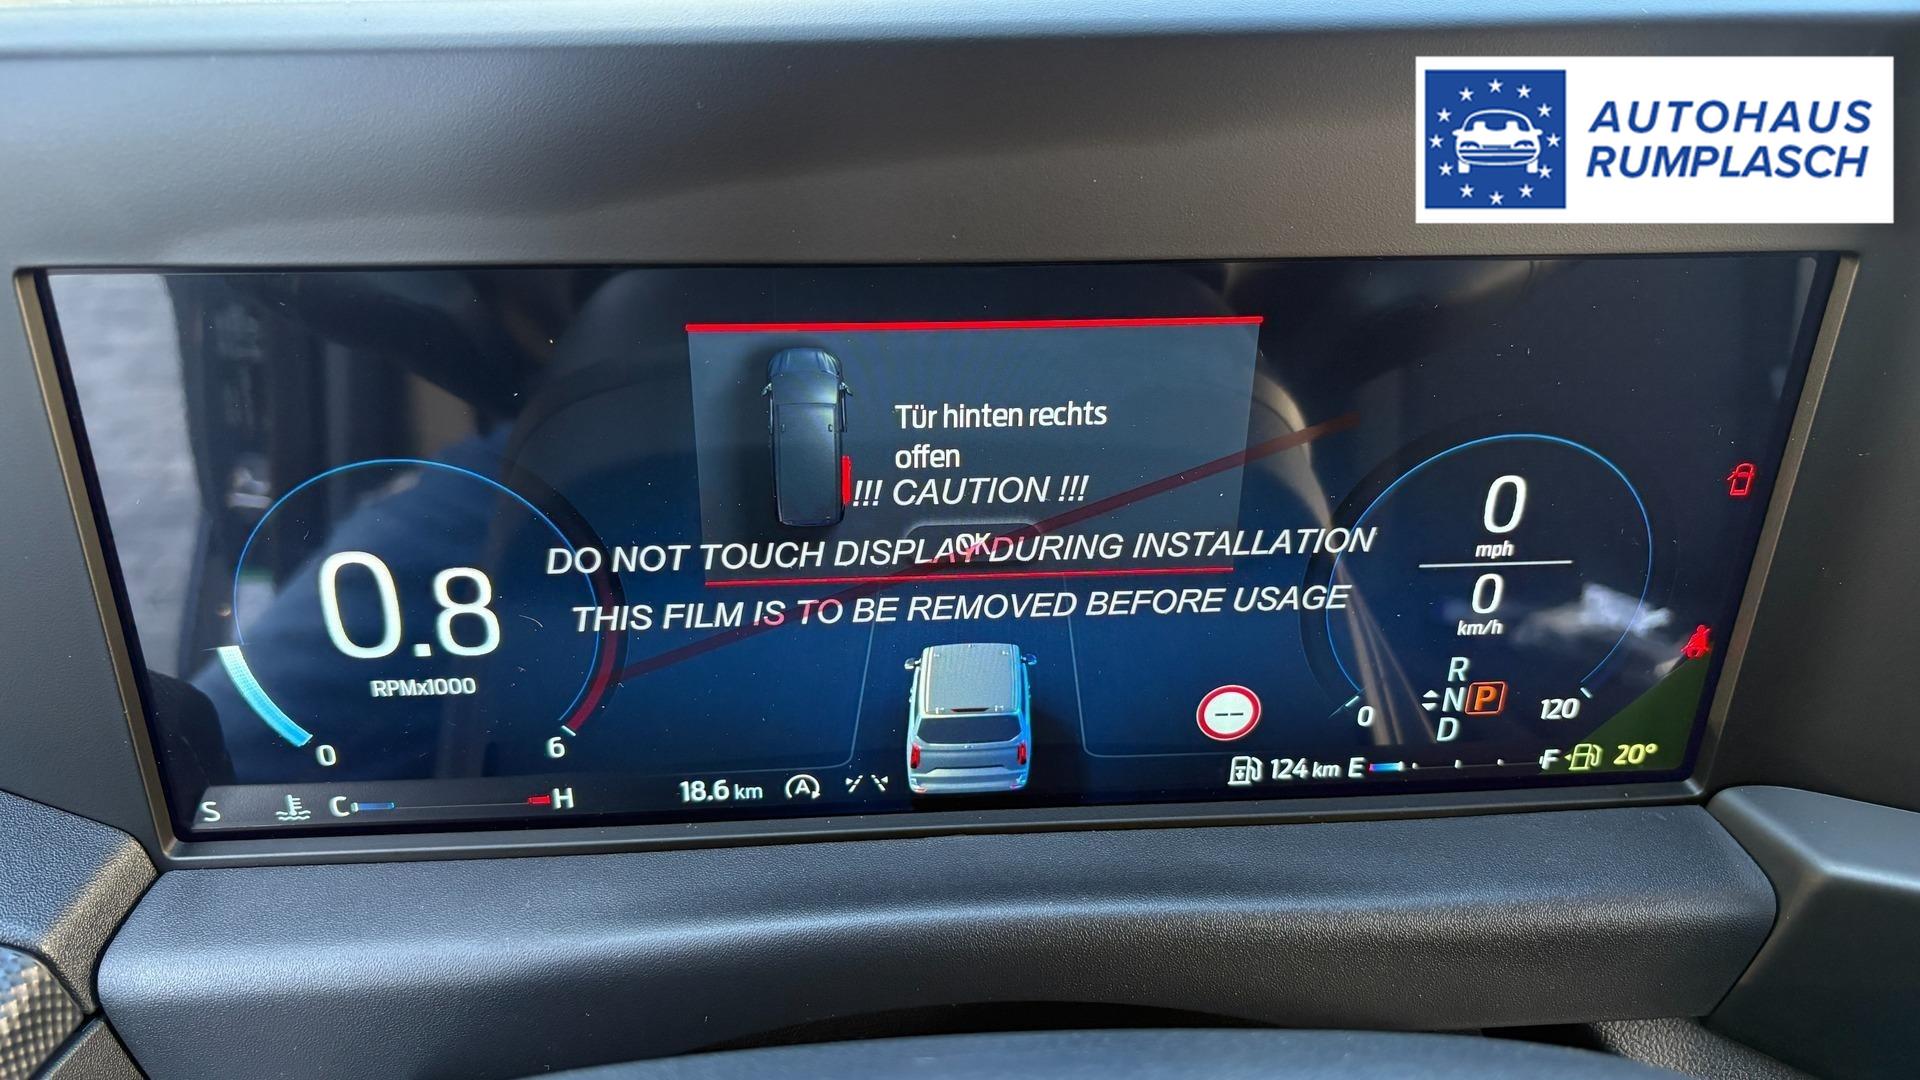 AUTOHAUS
RUMPLASCH
Tür hinten rechts
offen
!!! CAUTION !!!
OK
DO NOT TOUCH DISPLAY DURING INSTALLATION
THIS FILM IS TO BE REMOVED BEFORE USAGE
0.8
RPMx1000
0
6
0
mph
0
km/h
R
N P
D
0
120
S
C H
18.6 km
A
--
124 km E F 20°